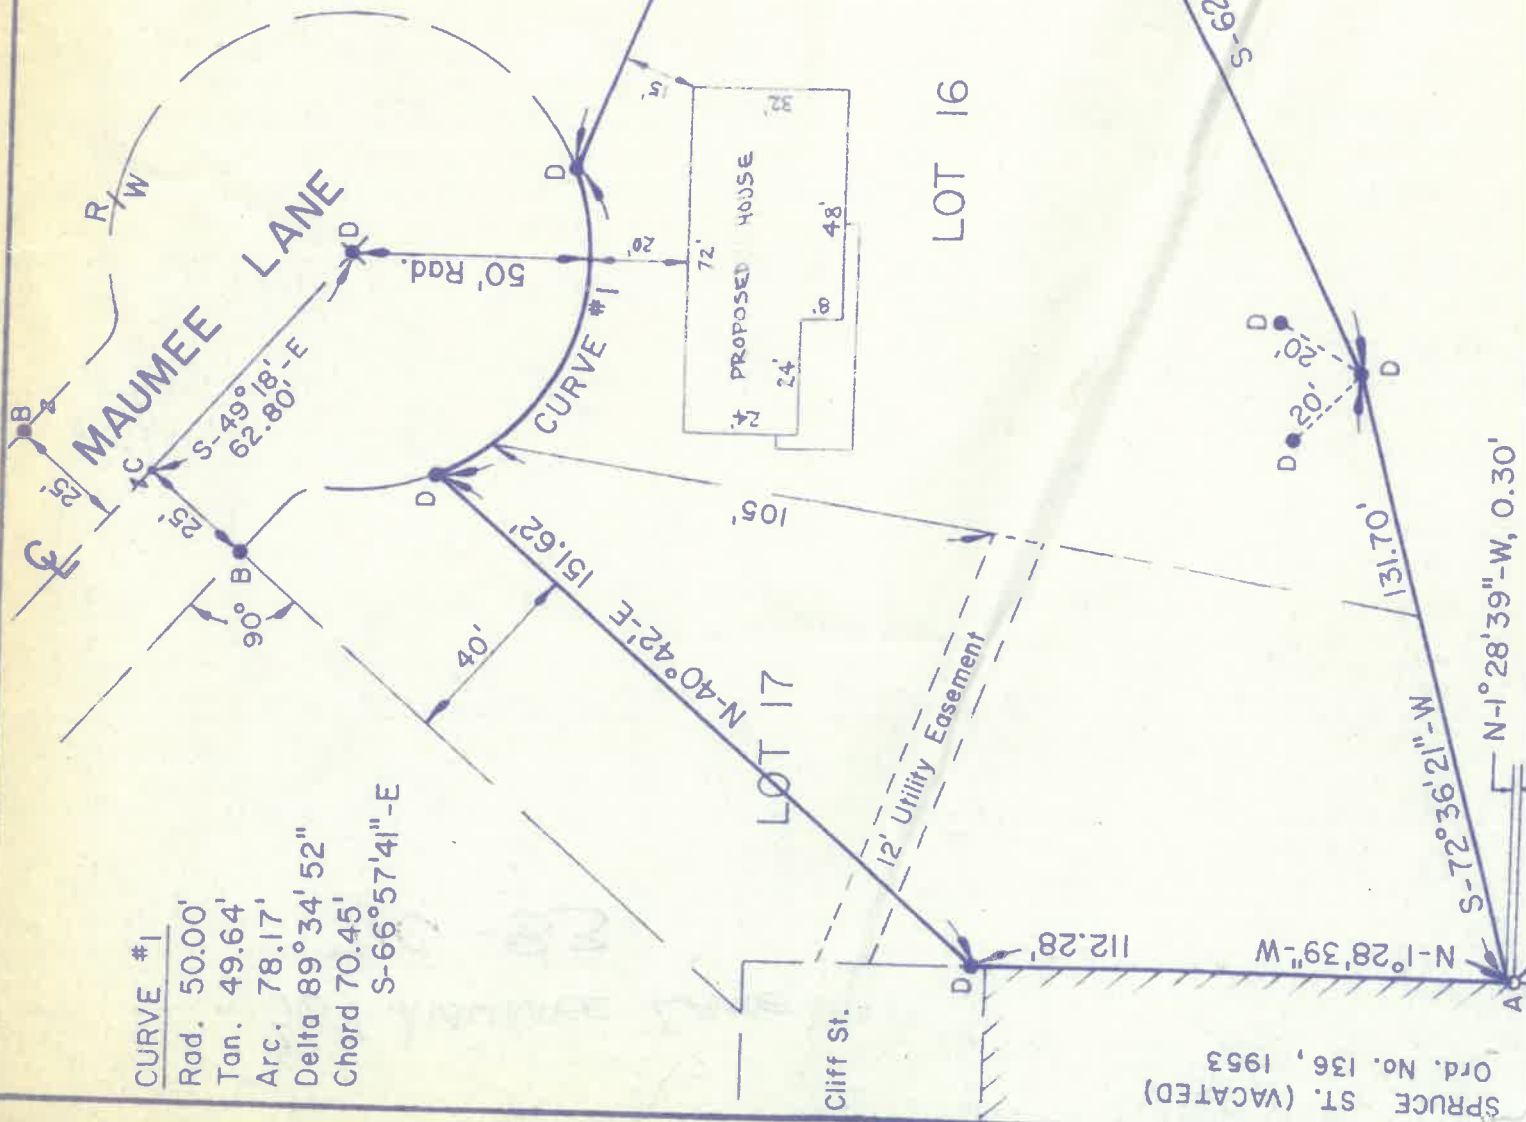 CURVE #1
Rad. 50.00'
Tan. 49.64'
Arc. 78.17'
Delta 89°34'52"
Chord 70.45'
S-66°57'41"-E
R/W
MAUMEE LANE
B
25'
C
25'
B
90°
S-49°18'-E
62.80'
D
50' Rad.
D
D
CURVE #1
20'
15'
PROPOSED HOUSE
72'
32'
48'
8'
24'
24'
LOT 16
S-62
40'
151.62'
N-40°42'-E
LOT 17
105'
12' Utility Easement
D
20'
D
20'
D
131.70'
S-72°36'21"-W
N-1°28'39"-W, 0.30'
D
112.28'
N-1°28'39"-W
A
Cliff St.
SPRUCE ST. (VACATED)
Ord. No. 136, 1953